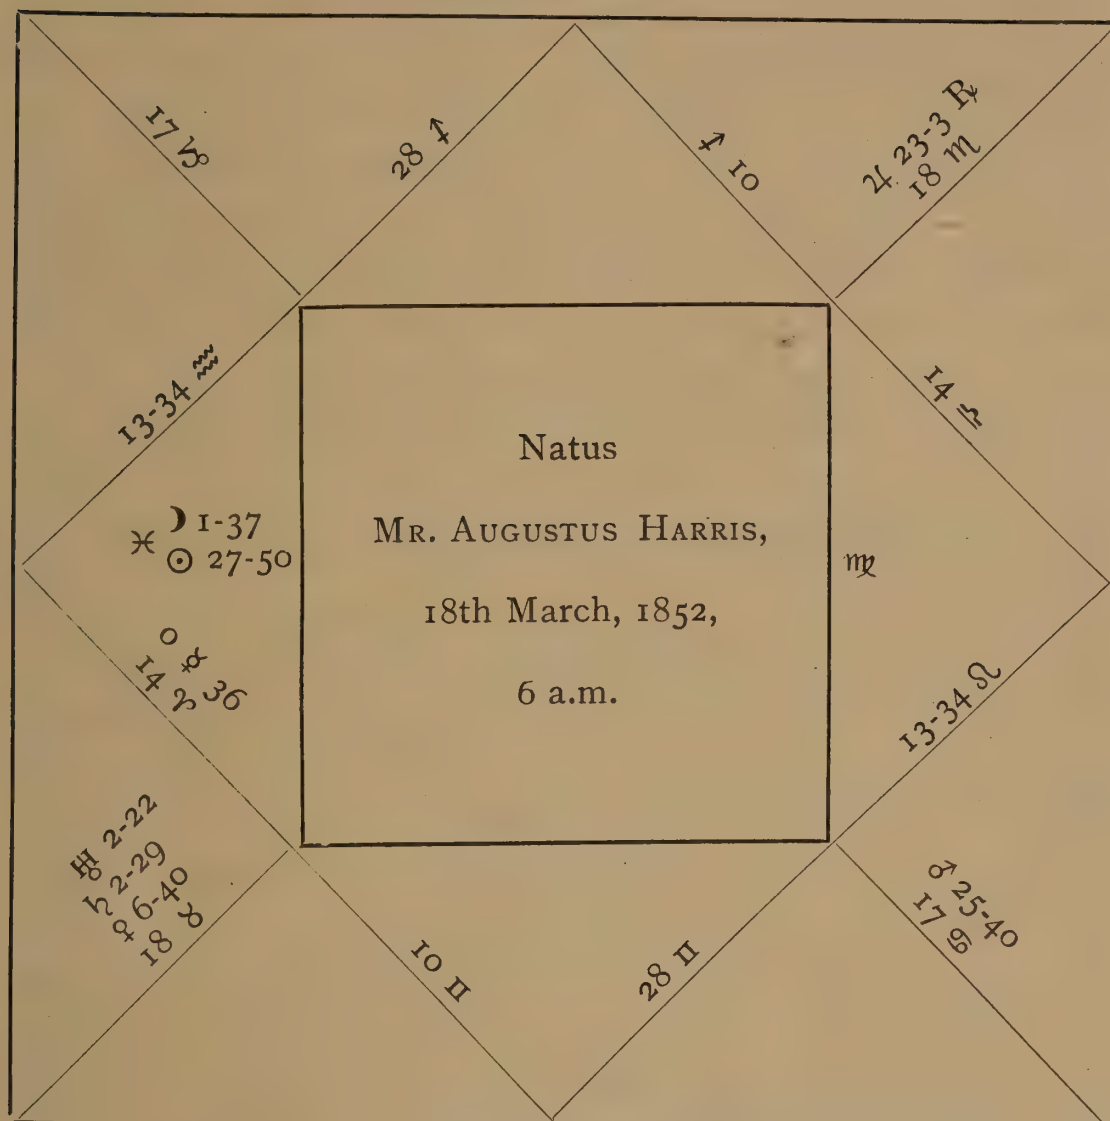 17 ♑
28 ♐
♐ 10
♃ 23-3 ℞
18 ♏
13-34 ♒
14 ♎
Natus
Mr. Augustus Harris,
18th March, 1852,
6 a.m.
♓ ☽ 1-37
☉ 27-50
♍
0 ☿ 36
14 ♈
13-34 ♌
♅ 2-22
♄ 2-29
♀ 6-40
18 ♉
10 ♊
28 ♊
♂ 25-40
17 ♋